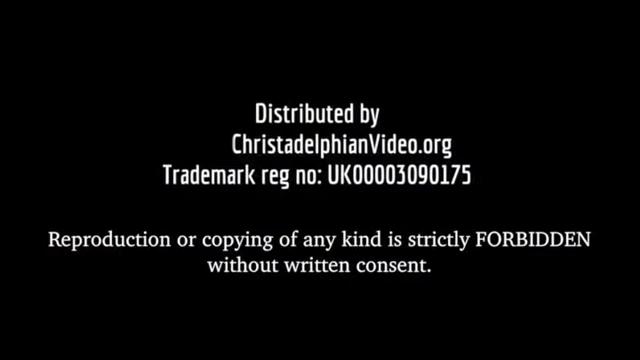 Distributed by
ChristadelphianVideo.org
Trademark reg no: UK00003090175
Reproduction or copying of any kind is strictly FORBIDDEN
without written consent.